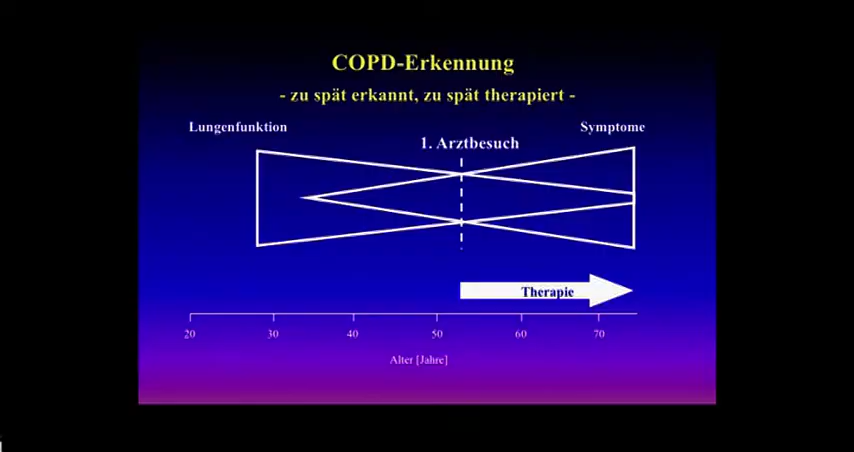 COPD-Erkennung
- zu spät erkannt, zu spät therapiert -
Lungenfunktion
Symptome
1. Arztbesuch
Therapie
20 30 40 50 60 70
Alter [Jahre]